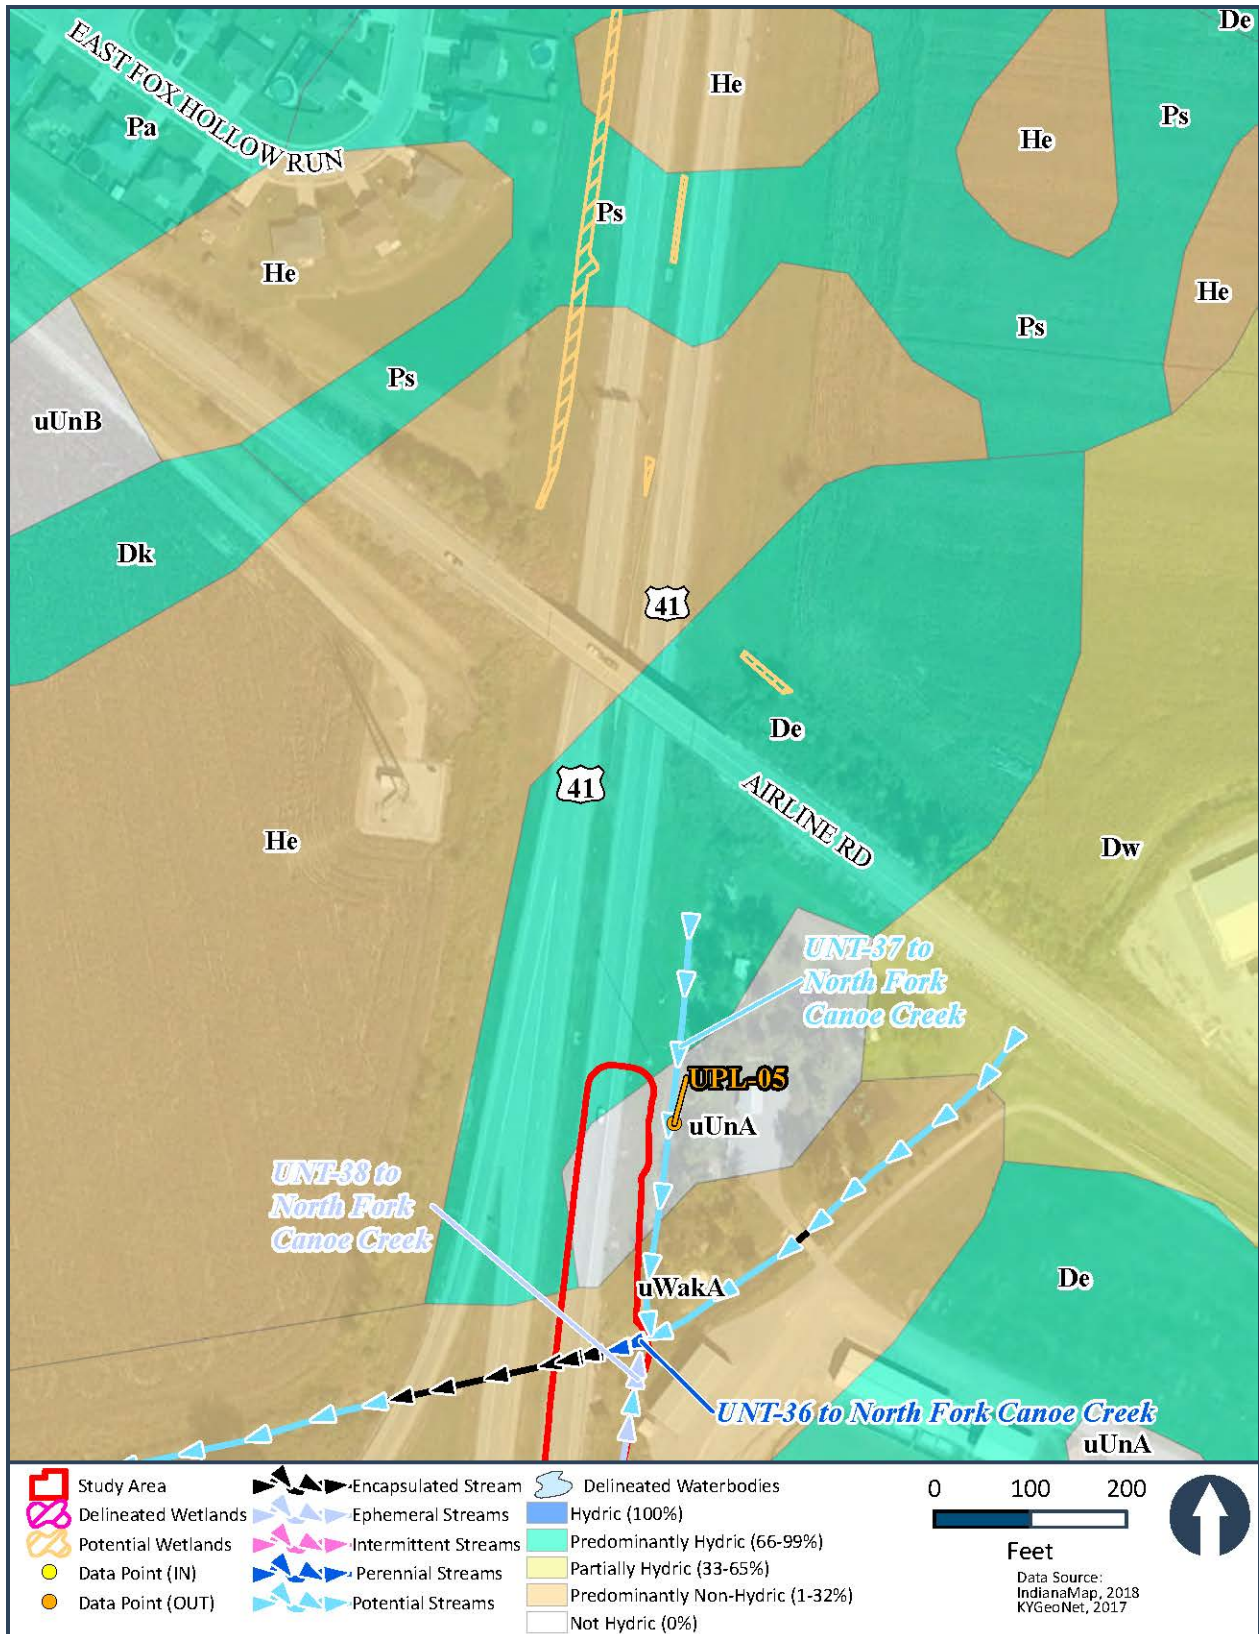 De
He
EAST FOX HOLLOW RUN
Pa
He
Ps
Ps
He
He
Ps
Ps
uUnB
Dk
41
De
41
AIRLINE RD
He
Dw
UNT-37 to
North Fork
Canoe Creek
UPL-05
uUnA
UNT-38 to
North Fork
Canoe Creek
uWakA
De
UNT-36 to North Fork Canoe Creek
uUnA
Study Area
Delineated Wetlands
Potential Wetlands
Data Point (IN)
Data Point (OUT)
Encapsulated Stream
Ephemeral Streams
Intermittent Streams
Perennial Streams
Potential Streams
Delineated Waterbodies
Hydric (100%)
Predominantly Hydric (66-99%)
Partially Hydric (33-65%)
Predominantly Non-Hydric (1-32%)
Not Hydric (0%)
0 100 200
Feet
Data Source:
IndianaMap, 2018
KYGeoNet, 2017